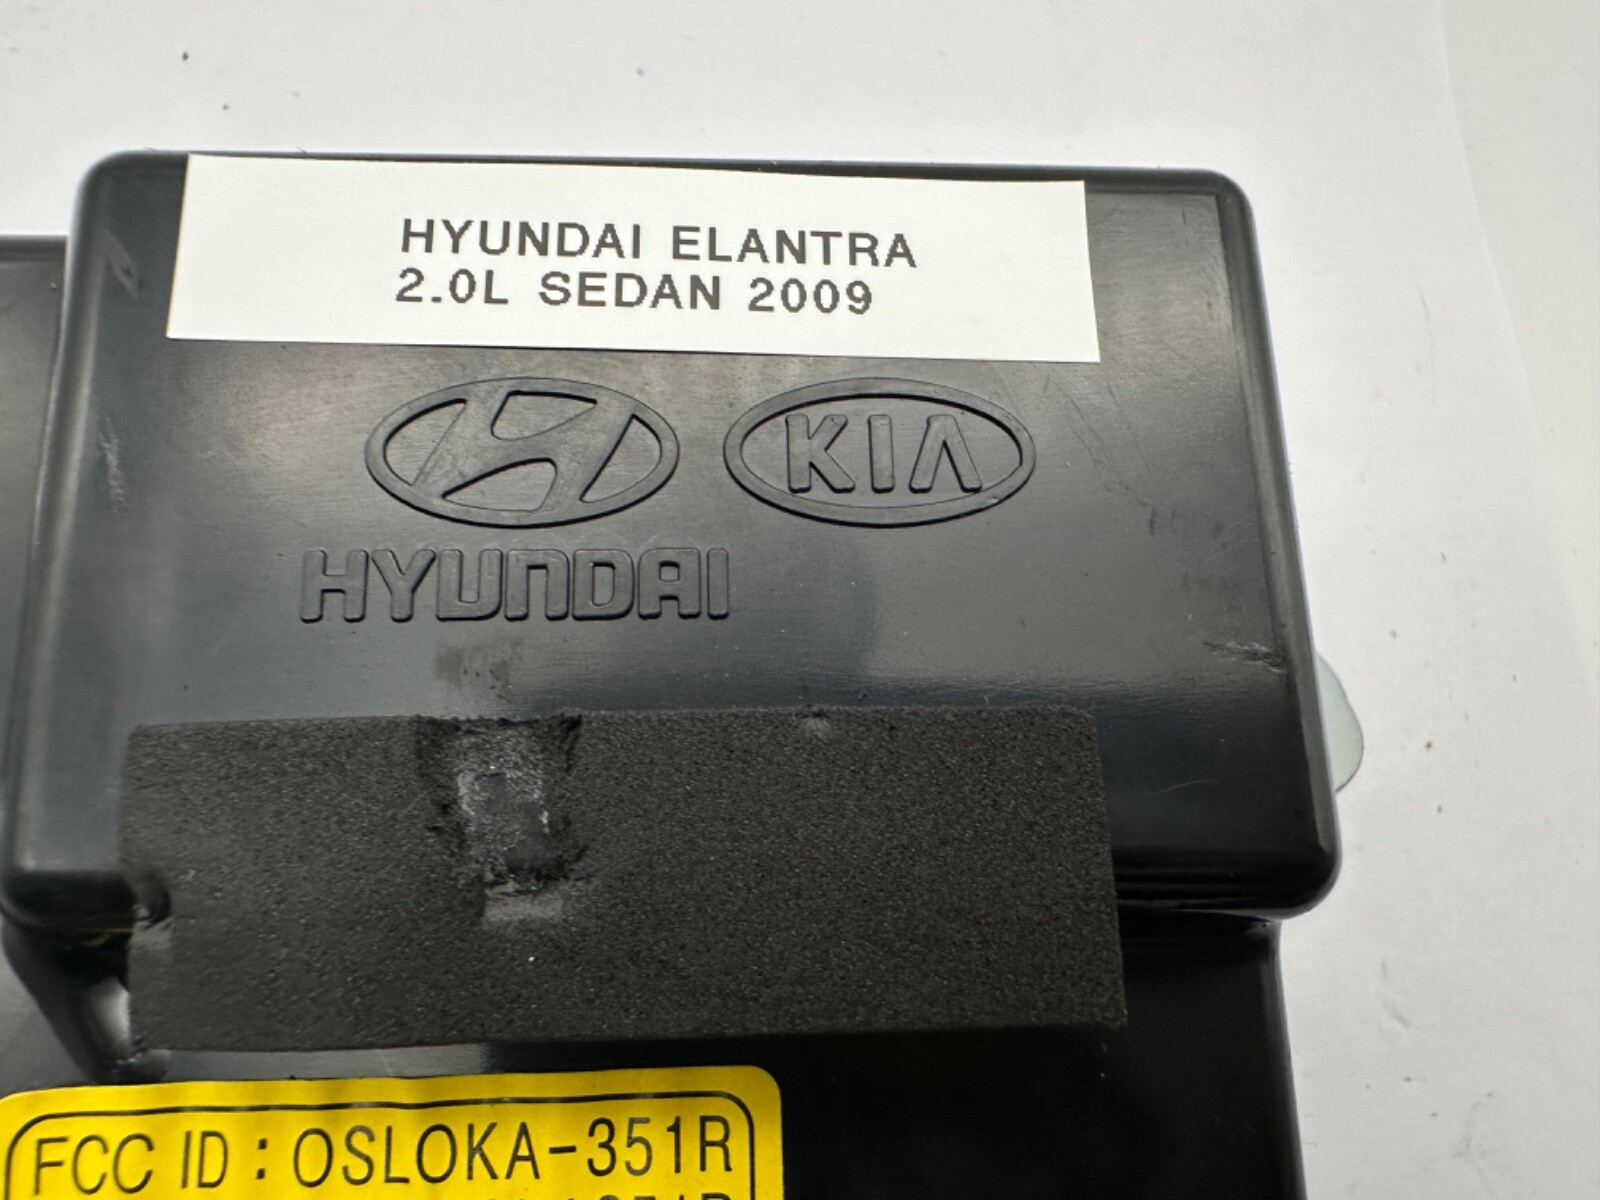 HYUNDAI ELANTRA
2.0L SEDAN 2009
KIA
HYUNDAI
FCC ID : OSLOKA-351R